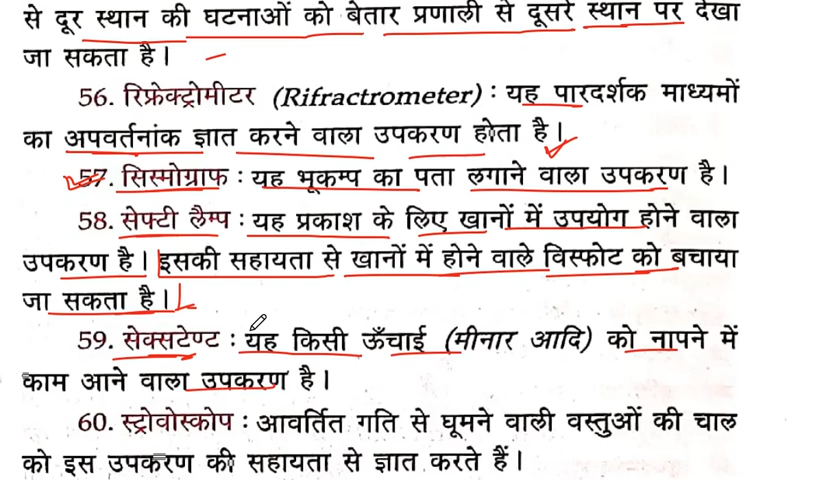 से दूर स्थान की घटनाओं को बेतार प्रणाली से दूसरे स्थान पर देखा
जा सकता है।
56. रिफ्रेक्ट्रोमीटर (Rifractrometer) : यह पारदर्शक माध्यमों
का अपवर्तनांक ज्ञात करने वाला उपकरण होता है।
57. सिस्मोग्राफ : यह भूकम्प का पता लगाने वाला उपकरण है।
58. सेफ्टी लैम्प : यह प्रकाश के लिए खानों में उपयोग होने वाला
उपकरण है। इसकी सहायता से खानों में होने वाले विस्फोट को बचाया
जा सकता है।
59. सेक्सटेण्ट : यह किसी ऊँचाई (मीनार आदि) को नापने में
काम आने वाला उपकरण है।
60. स्ट्रोवोस्कोप : आवर्तित गति से घूमने वाली वस्तुओं की चाल
को इस उपकरण की सहायता से ज्ञात करते हैं।